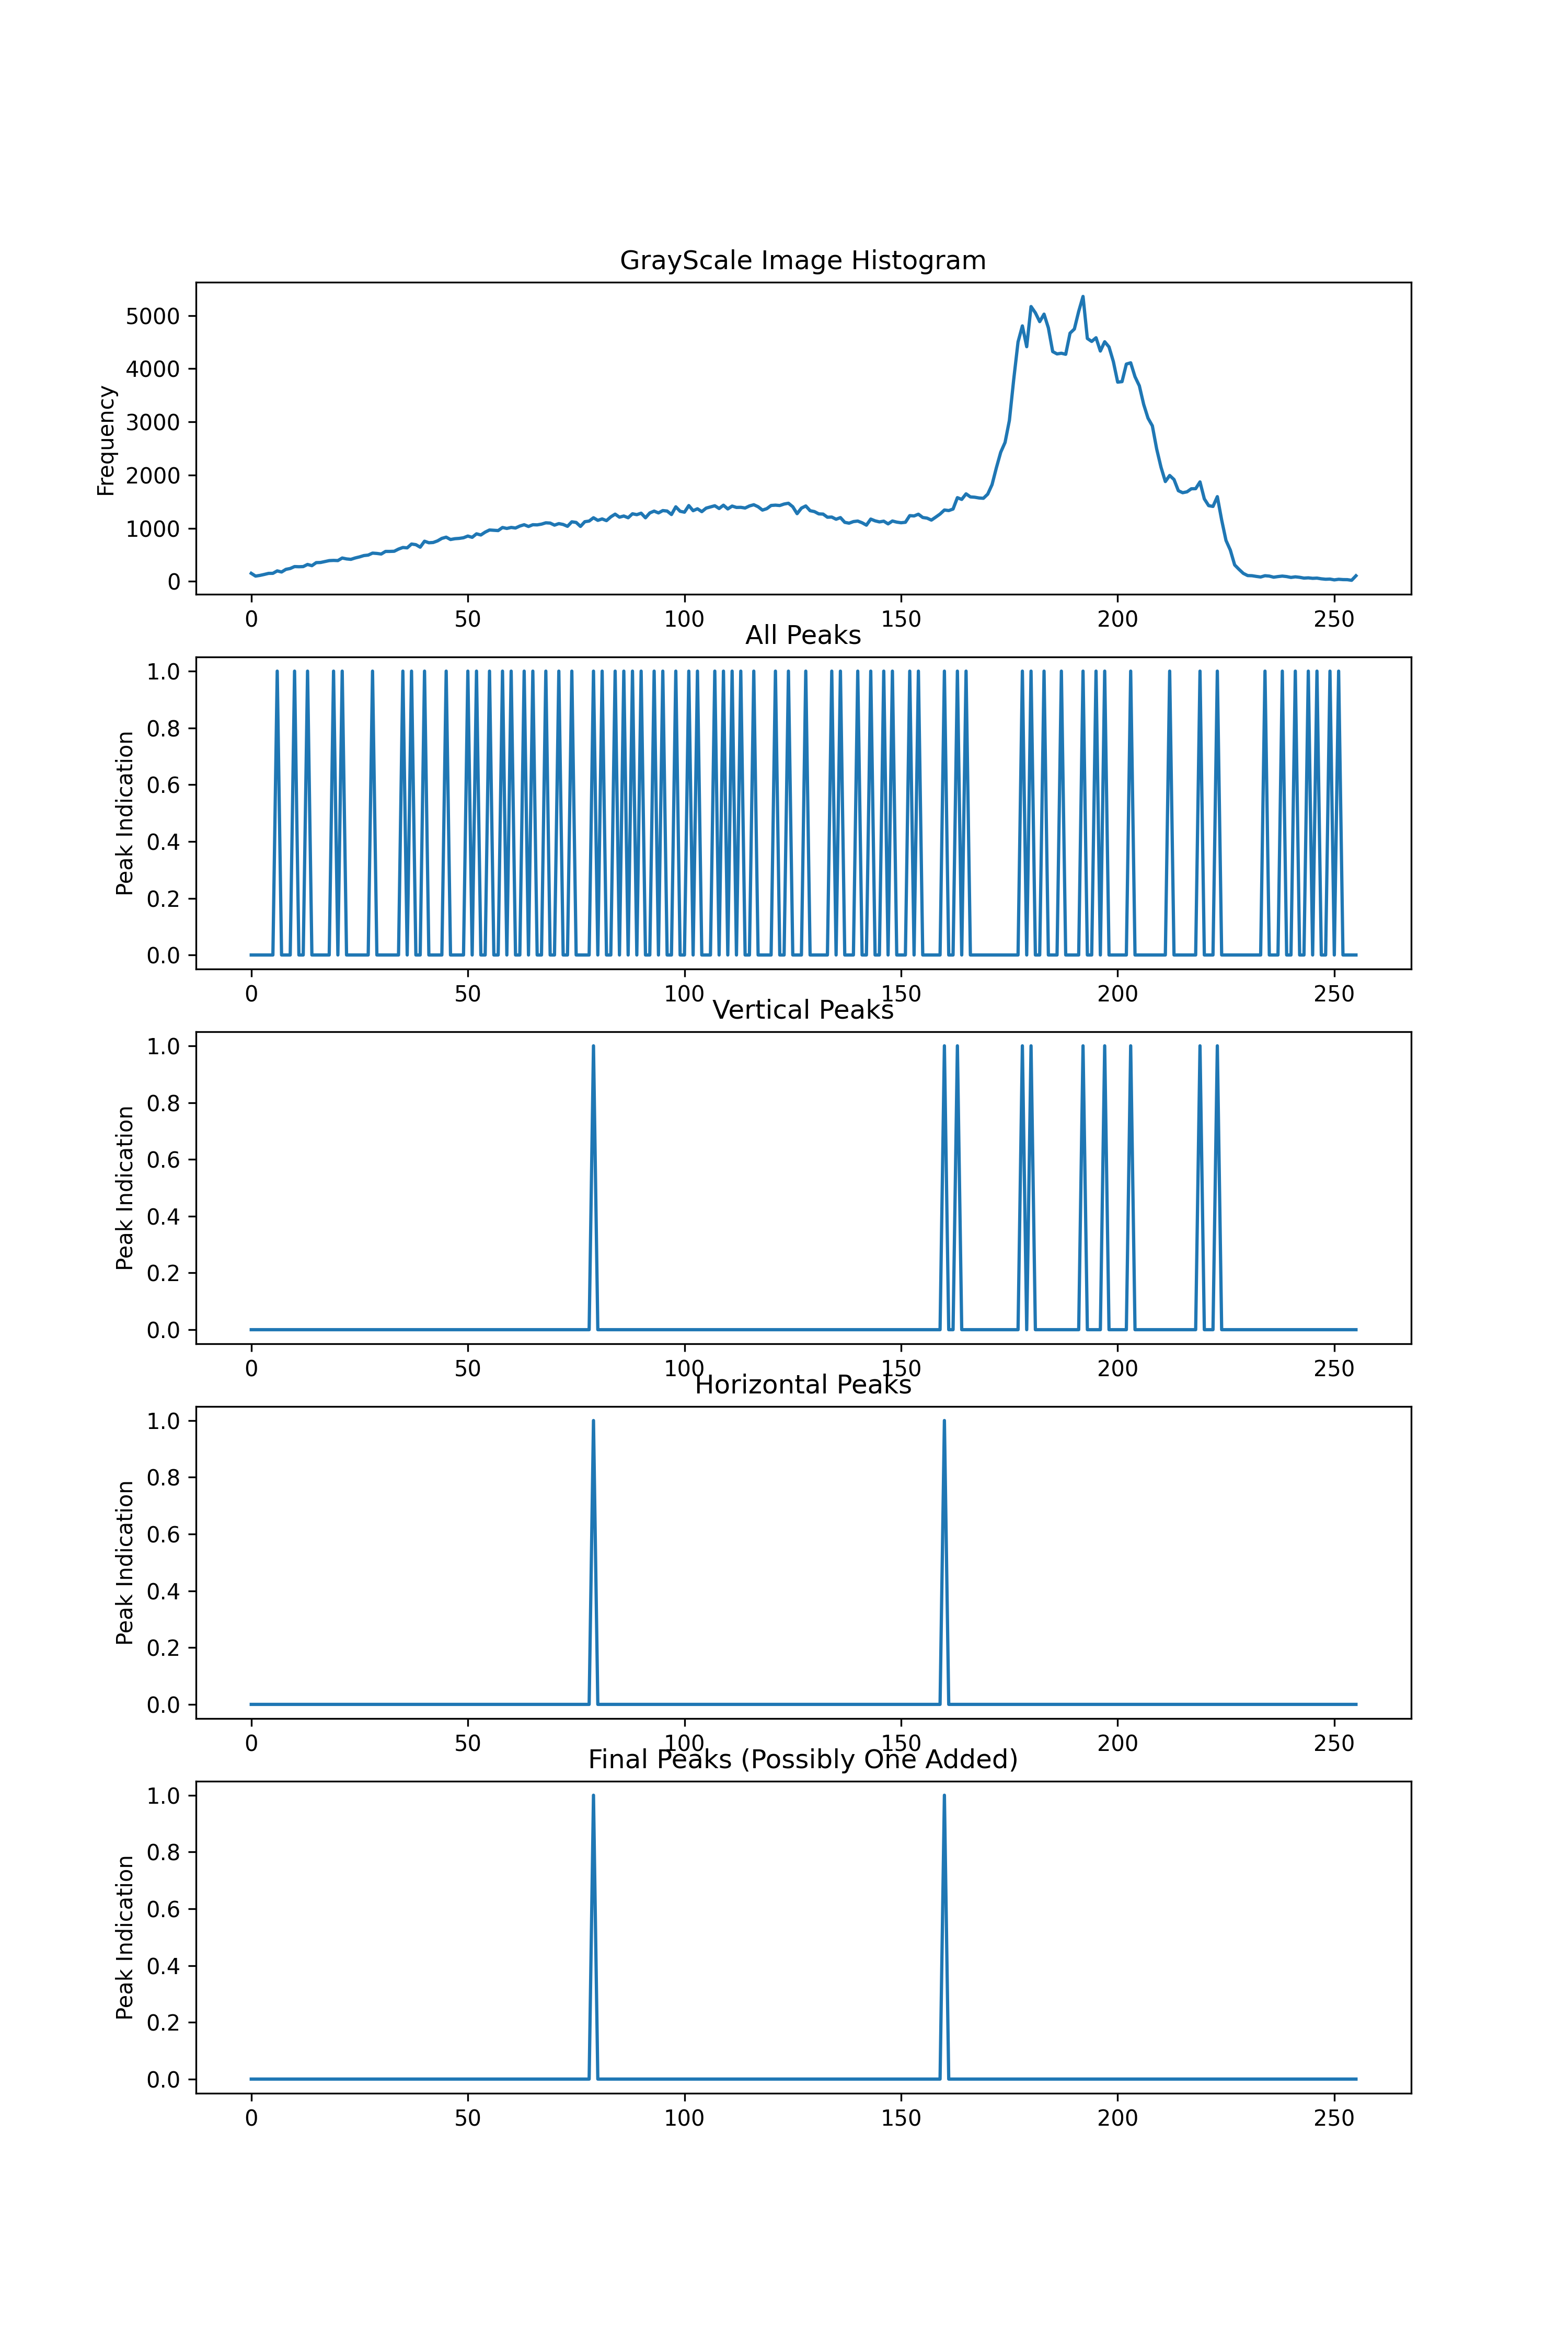 GrayScale Image Histogram
Frequency
5000
4000
3000
2000
1000
0
0 50 100 150 200 250
All Peaks
Peak Indication
1.0
0.8
0.6
0.4
0.2
0.0
0 50 100 150 200 250
Vertical Peaks
Peak Indication
1.0
0.8
0.6
0.4
0.2
0.0
0 50 100 150 200 250
Horizontal Peaks
Peak Indication
1.0
0.8
0.6
0.4
0.2
0.0
0 50 100 150 200 250
Final Peaks (Possibly One Added)
Peak Indication
1.0
0.8
0.6
0.4
0.2
0.0
0 50 100 150 200 250